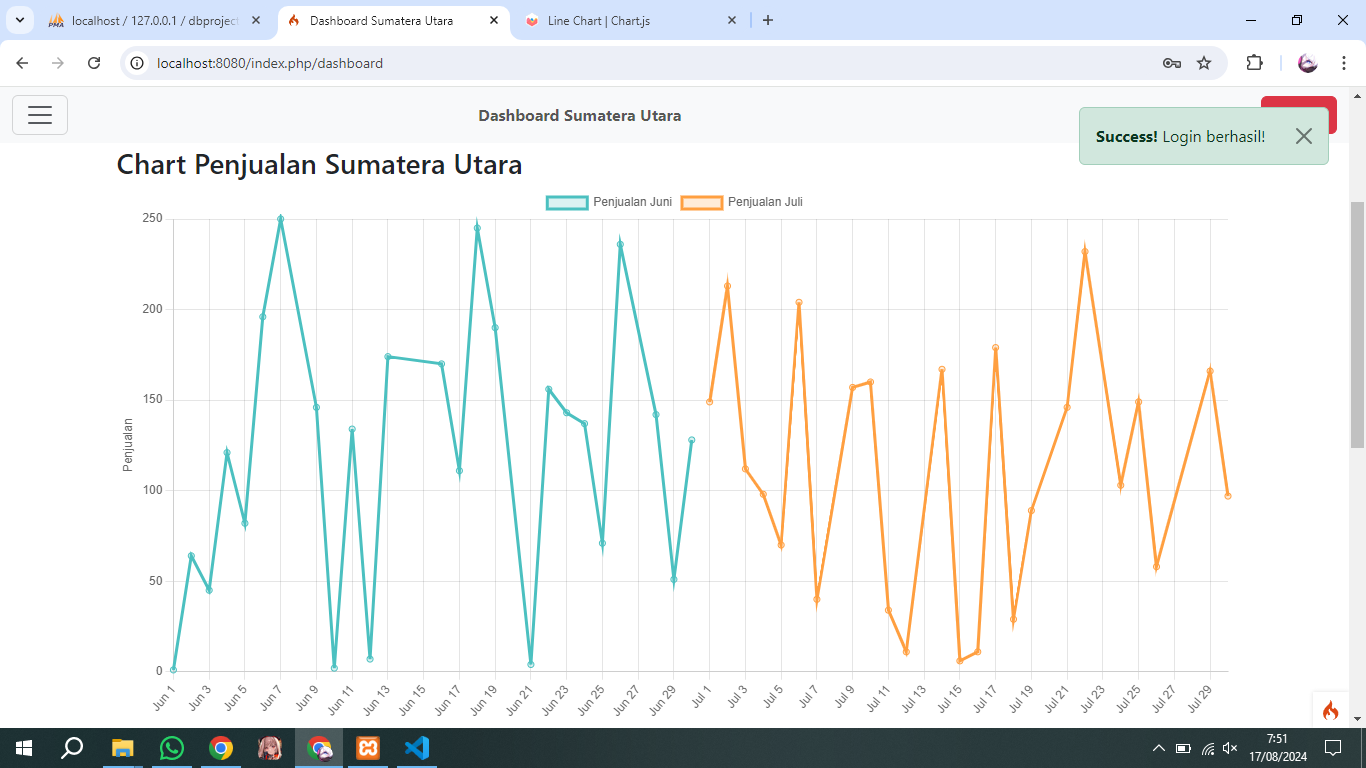 localhost / 127.0.0.1 / dbproject
Dashboard Sumatera Utara
Line Chart | Chart.js
localhost:8080/index.php/dashboard
Dashboard Sumatera Utara
Success! Login berhasil!
Chart Penjualan Sumatera Utara
Penjualan Juni
Penjualan Juli
Penjualan
250
200
150
100
50
0
Jun 1
Jun 3
Jun 5
Jun 7
Jun 9
Jun 11
Jun 13
Jun 15
Jun 17
Jun 19
Jun 21
Jun 23
Jun 25
Jun 27
Jun 29
Jul 1
Jul 3
Jul 5
Jul 7
Jul 9
Jul 11
Jul 13
Jul 15
Jul 17
Jul 19
Jul 21
Jul 23
Jul 25
Jul 27
Jul 29
7:51
17/08/2024